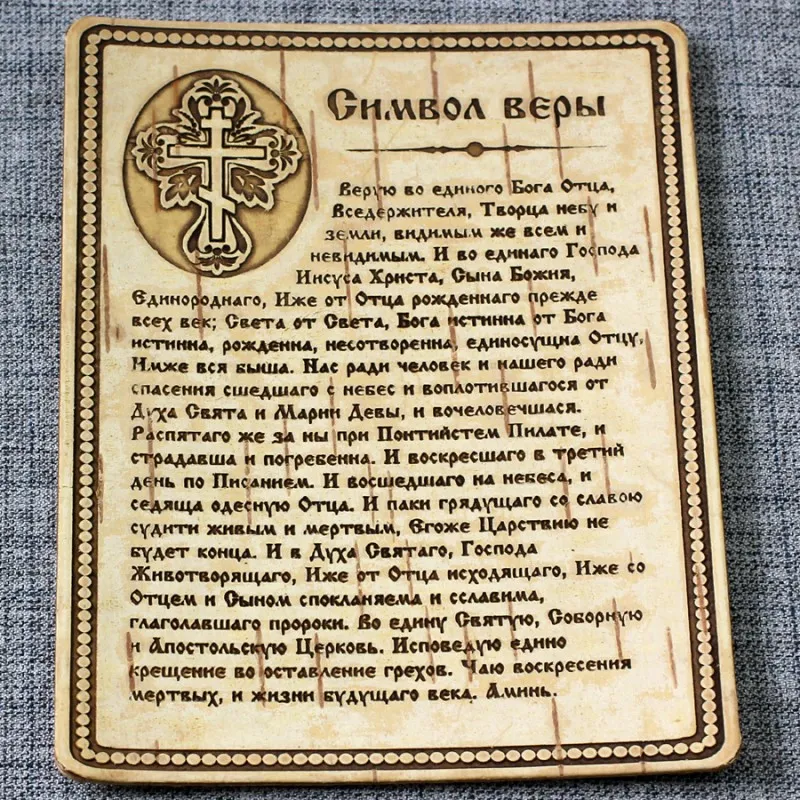 Символ веры
Верую во единого Бога Отца,
Вседержителя, Творца небу и
земли, видимым же всем и
невидимым. И во единаго Господа
Иисуса Христа, Сына Божия,
Единороднаго, Иже от Отца рожденнаго прежде
всех век; Света от Света, Бога истинна от Бога
истинна, рожденна, несотворенна, единосущна Отцу,
Имже вся быша. Нас ради человек и нашего ради
спасения сшедшаго с небес и воплотившагося от
Духа Свята и Марии Девы, и вочеловечшася.
Распятаго же за ны при Понтийстем Пилате, и
страдавша и погребенна. И воскресшаго в третий
день по Писанием. И восшедшаго на небеса, и
седяща одесную Отца. И паки грядущаго со славою
судити живым и мертвым, Егоже Царствию не
будет конца. И в Духа Святаго, Господа
Животворящаго, Иже от Отца исходящаго, Иже со
Отцем и Сыном спокланяема и сславима,
глаголавшаго пророки. Во едину Святую, Соборную
и Апостольскую Церковь. Исповедую едино
крещение во оставление грехов. Чаю воскресения
мертвых, и жизни будущаго века. Аминь.